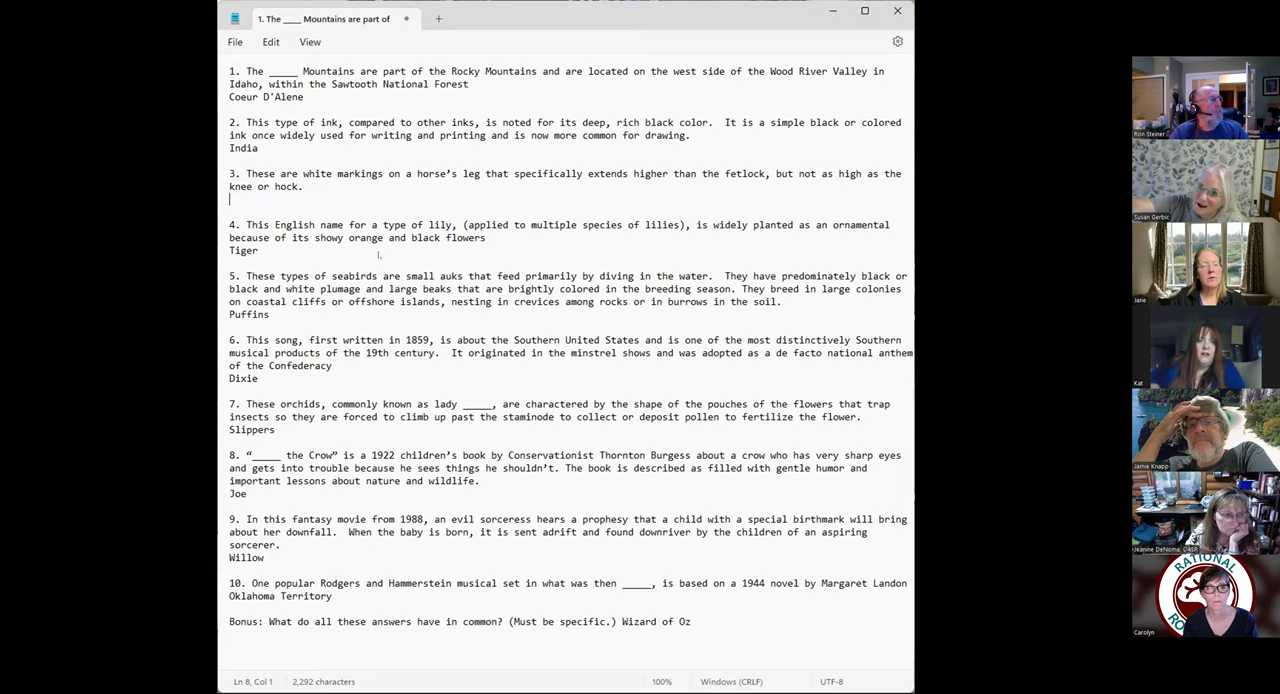 1. The ____ Mountains are part of
File
Edit
View
1. The _____ Mountains are part of the Rocky Mountains and are located on the west side of the Wood River Valley in
Idaho, within the Sawtooth National Forest
Coeur D'Alene
2. This type of ink, compared to other inks, is noted for its deep, rich black color.  It is a simple black or colored
ink once widely used for writing and printing and is now more common for drawing.
India
3. These are white markings on a horse's leg that specifically extends higher than the fetlock, but not as high as the
knee or hock.
4. This English name for a type of lily, (applied to multiple species of lilies), is widely planted as an ornamental
because of its showy orange and black flowers
Tiger
5. These types of seabirds are small auks that feed primarily by diving in the water.  They have predominately black or
black and white plumage and large beaks that are brightly colored in the breeding season. They breed in large colonies
on coastal cliffs or offshore islands, nesting in crevices among rocks or in burrows in the soil.
Puffins
6. This song, first written in 1859, is about the Southern United States and is one of the most distinctively Southern
musical products of the 19th century.  It originated in the minstrel shows and was adopted as a de facto national anthem
of the Confederacy
Dixie
7. These orchids, commonly known as lady _____, are charactered by the shape of the pouches of the flowers that trap
insects so they are forced to climb up past the staminode to collect or deposit pollen to fertilize the flower.
Slippers
8. “_____ the Crow” is a 1922 children’s book by Conservationist Thornton Burgess about a crow who has very sharp eyes
and gets into trouble because he sees things he shouldn’t. The book is described as filled with gentle humor and
important lessons about nature and wildlife.
Joe
9. In this fantasy movie from 1988, an evil sorceress hears a prophesy that a child with a special birthmark will bring
about her downfall.  When the baby is born, it is sent adrift and found downriver by the children of an aspiring
sorcerer.
Willow
10. One popular Rodgers and Hammerstein musical set in what was then _____, is based on a 1944 novel by Margaret Landon
Oklahoma Territory
Bonus: What do all these answers have in common? (Must be specific.) Wizard of Oz
Ln 8, Col 1
2,292 characters
100%
Windows (CRLF)
UTF-8
Ron Steiner
Susan Gerbic
Jane
Kat
Jamie Knapp
Jeanine DeNoma, O4SR
RATIONAL
Carolyn